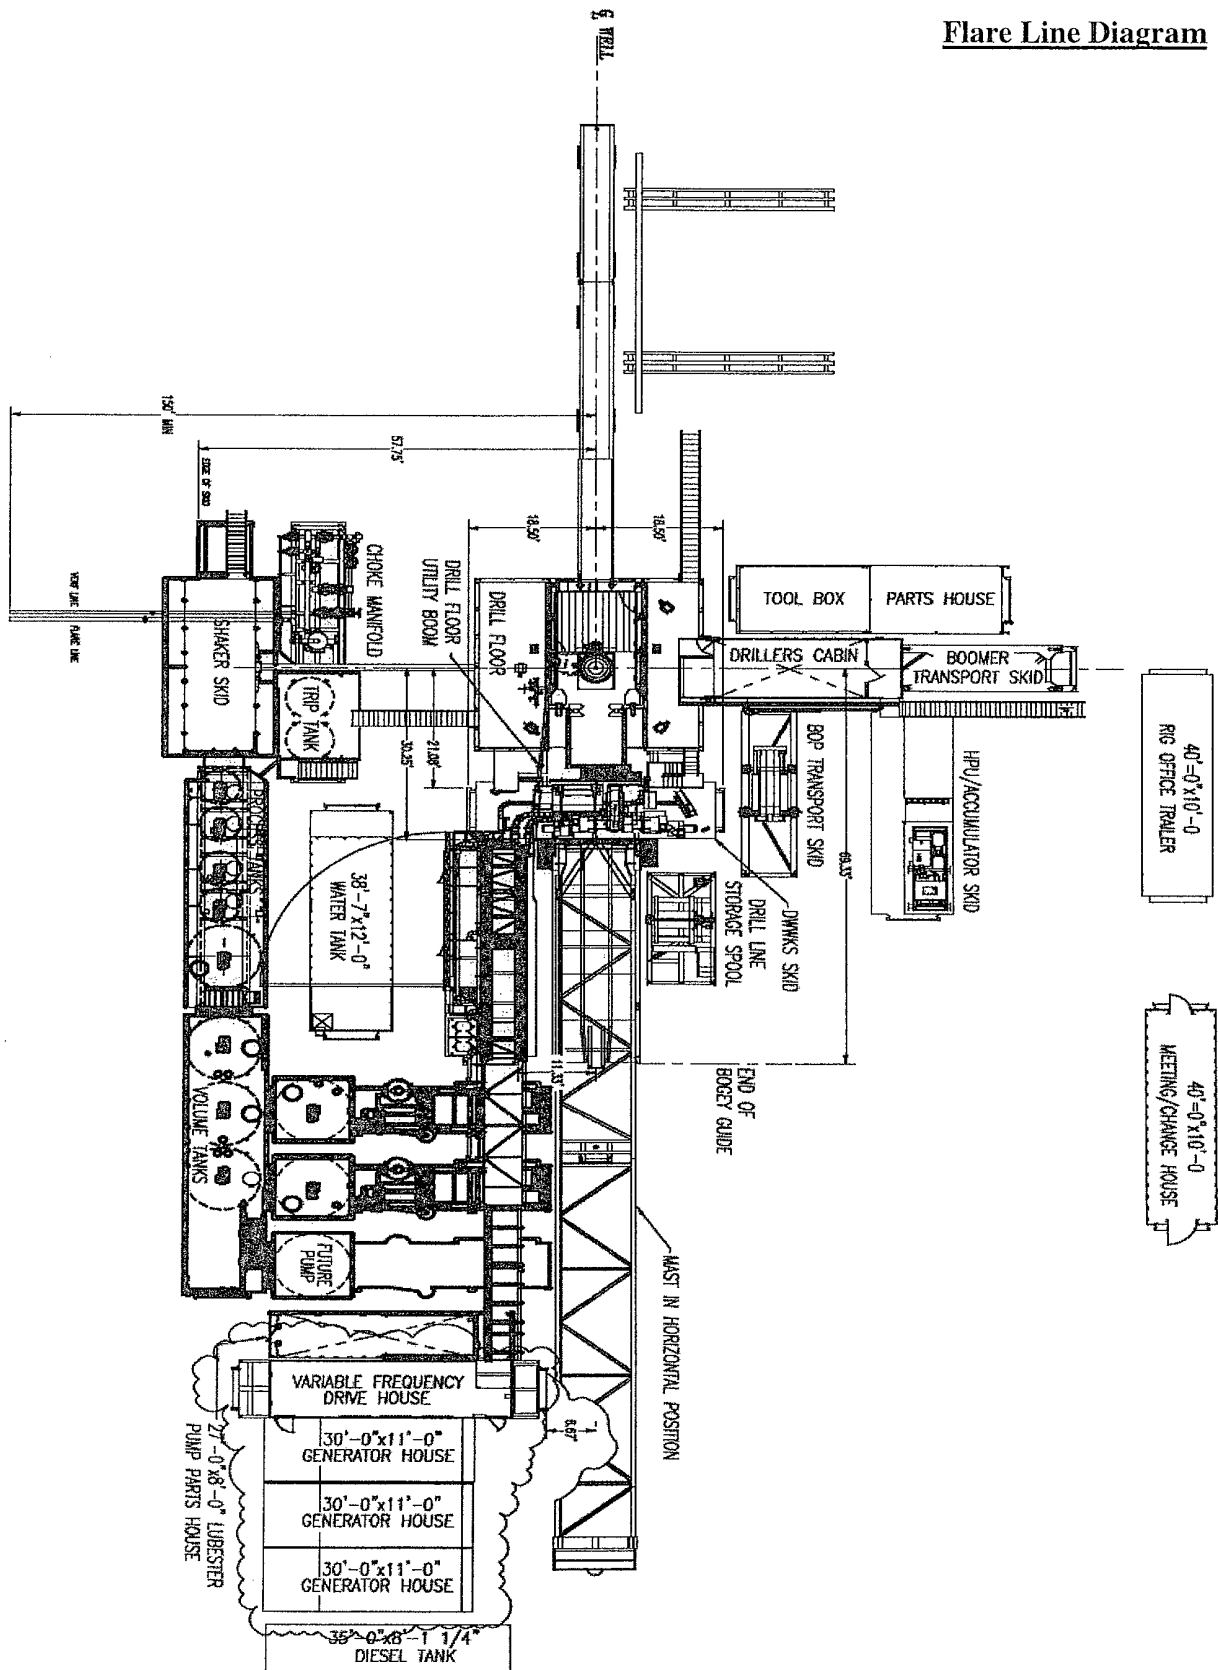 Flare Line Diagram
℄ WELL
150' MIN
57.75'
EDGE OF SKID
18.50'
18.50'
CHOKE MANIFOLD
DRILL FLOOR
UTILITY BOOM
DRILL FLOOR
TOOL BOX
PARTS HOUSE
VENT LINE
FLARE LINE
SHAKER SKID
DRILLERS CABIN
BOOMER
TRANSPORT SKID
TRIP
TANK
30.25'
21.08'
BOP TRANSPORT SKID
HPU/ACCUMULATOR SKID
40'-0"x10'-0
RIG OFFICE TRAILER
PROCESS TANKS
38'-7"x12'-0"
WATER TANK
69.33'
DWWKS SKID
DRILL LINE
STORAGE SPOOL
11.33'
END OF
BOGEY GUIDE
40'=0"x10'-0
MEETING/CHANGE HOUSE
VOLUME TANKS
FUTURE
PUMP
MAST IN HORIZONTAL POSITION
VARIABLE FREQUENCY
DRIVE HOUSE
6.67'
30'-0"x11'-0"
GENERATOR HOUSE
30'-0"x11'-0"
GENERATOR HOUSE
30'-0"x11'-0"
GENERATOR HOUSE
27'-0"x8'-0" LUBESTER
PUMP PARTS HOUSE
35'-0"x8'-1 1/4"
DIESEL TANK